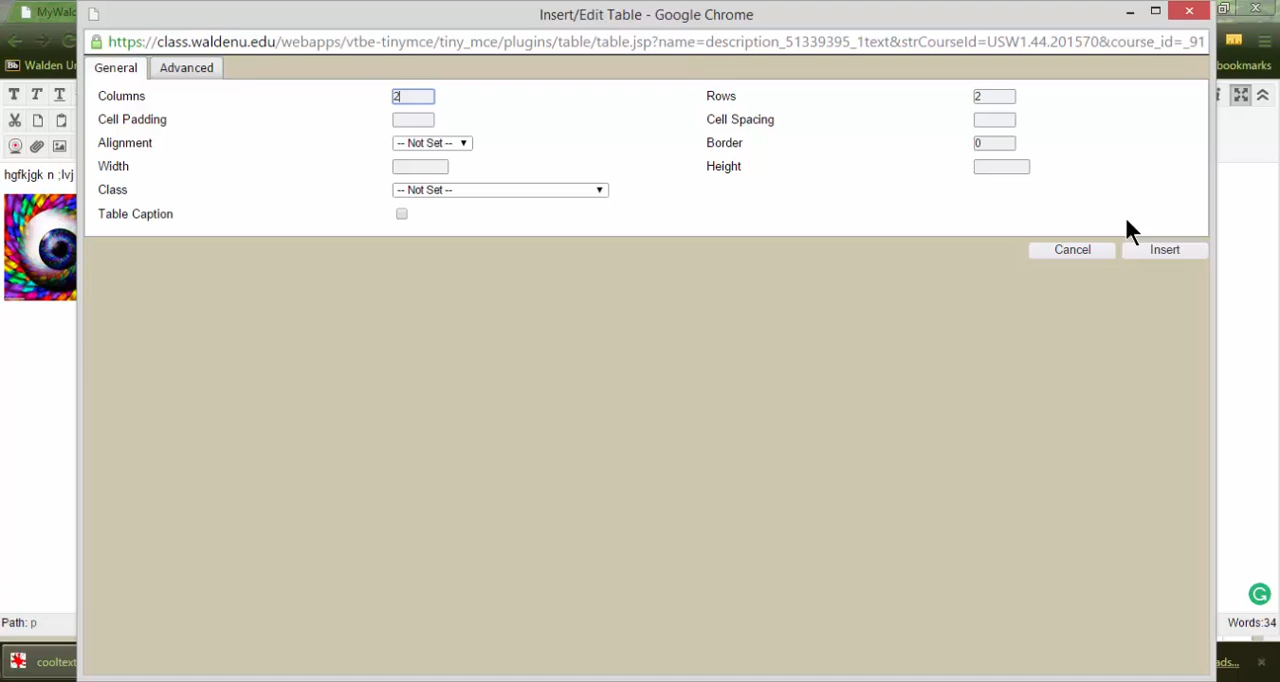 MyWald
Insert/Edit Table - Google Chrome
https://class.waldenu.edu/webapps/vtbe-tinymce/tiny_mce/plugins/table/table.jsp?name=description_51339395_1text&strCourseId=USW1.44.201570&course_id=_91
Bb Walden Un
bookmarks
General Advanced
T T T
Columns 2 Rows 2
Cell Padding Cell Spacing
Alignment -- Not Set -- Border 0
Width Height
hgfkjgk n ;lvj
Class -- Not Set --
Table Caption
Cancel Insert
Path: p Words:34
cooltext ads...